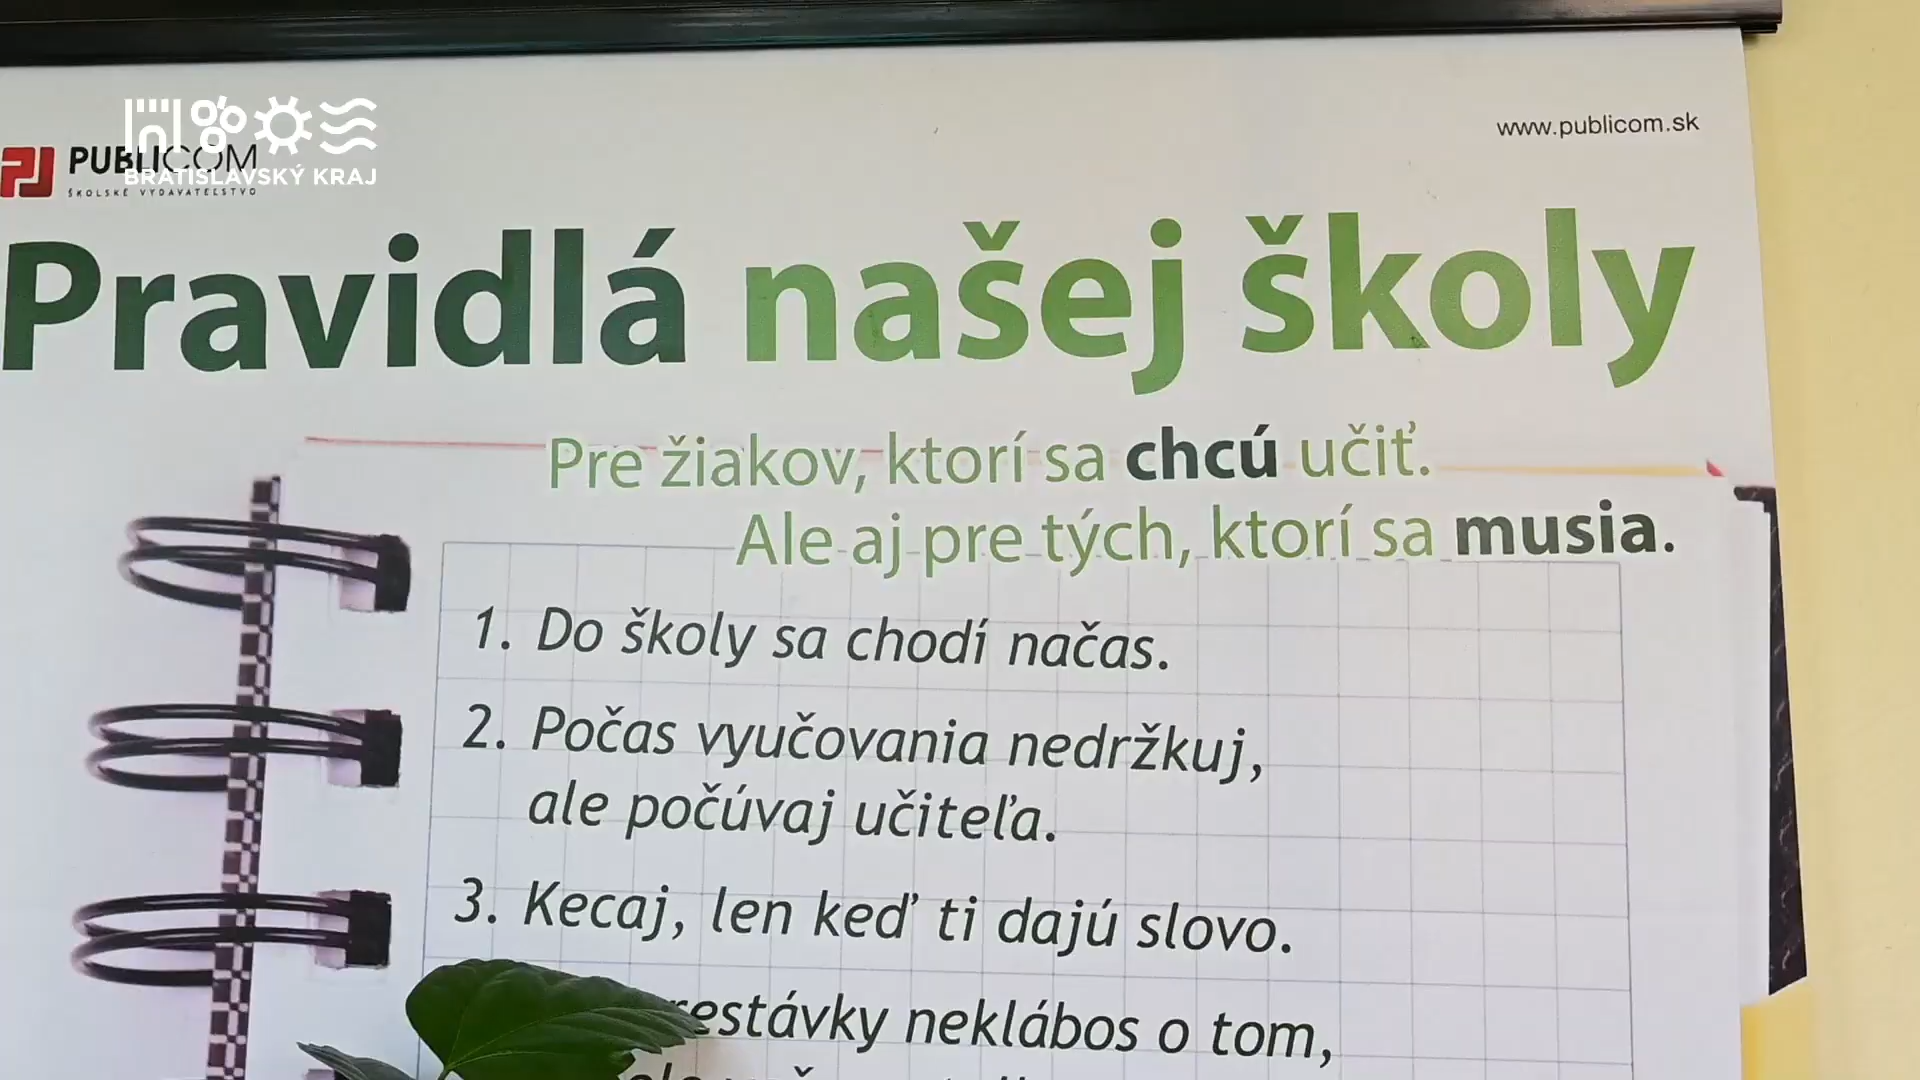 BRATISLAVSKÝ KRAJ
PUBLICOM
ŠKOLSKÉ VYDAVATEĽSTVO
www.publicom.sk
Pravidlá našej školy
Pre žiakov, ktorí sa chcú učiť.
Ale aj pre tých, ktorí sa musia.
1. Do školy sa chodí načas.
2. Počas vyučovania nedržkuj,
ale počúvaj učiteľa.
3. Kecaj, len keď ti dajú slovo.
neklábos o tom,